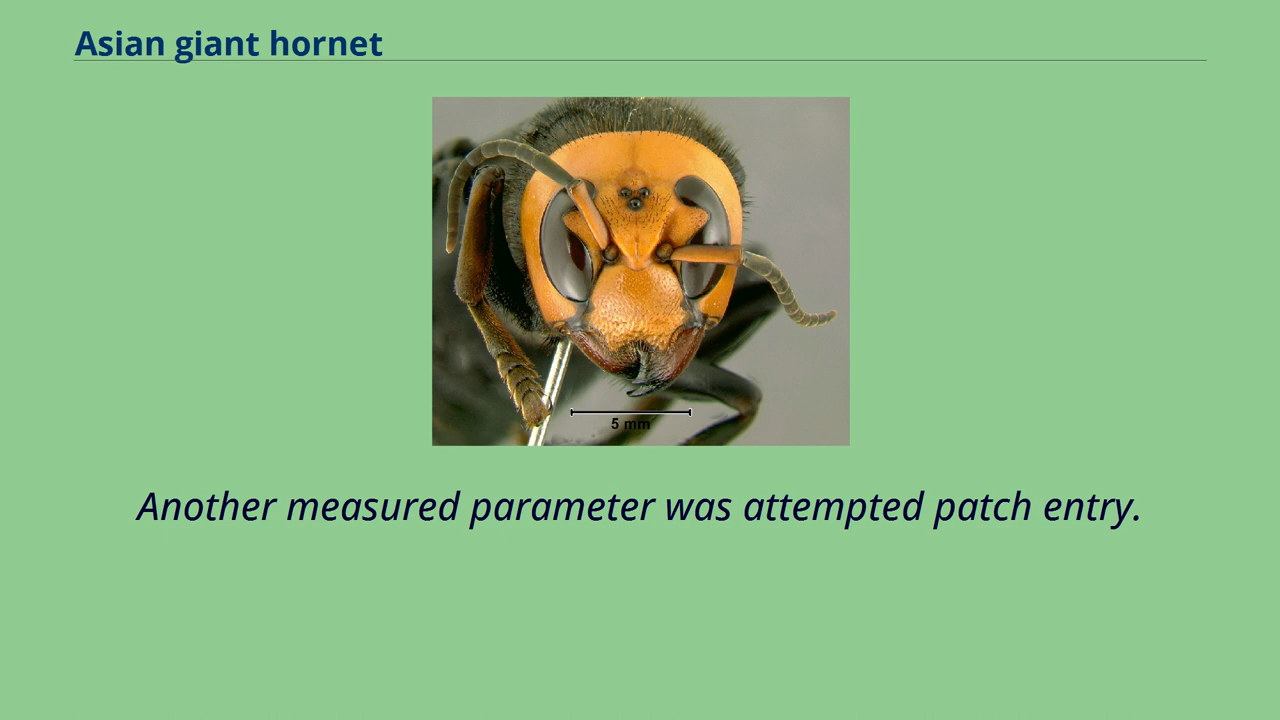 Asian giant hornet
5 mm
Another measured parameter was attempted patch entry.